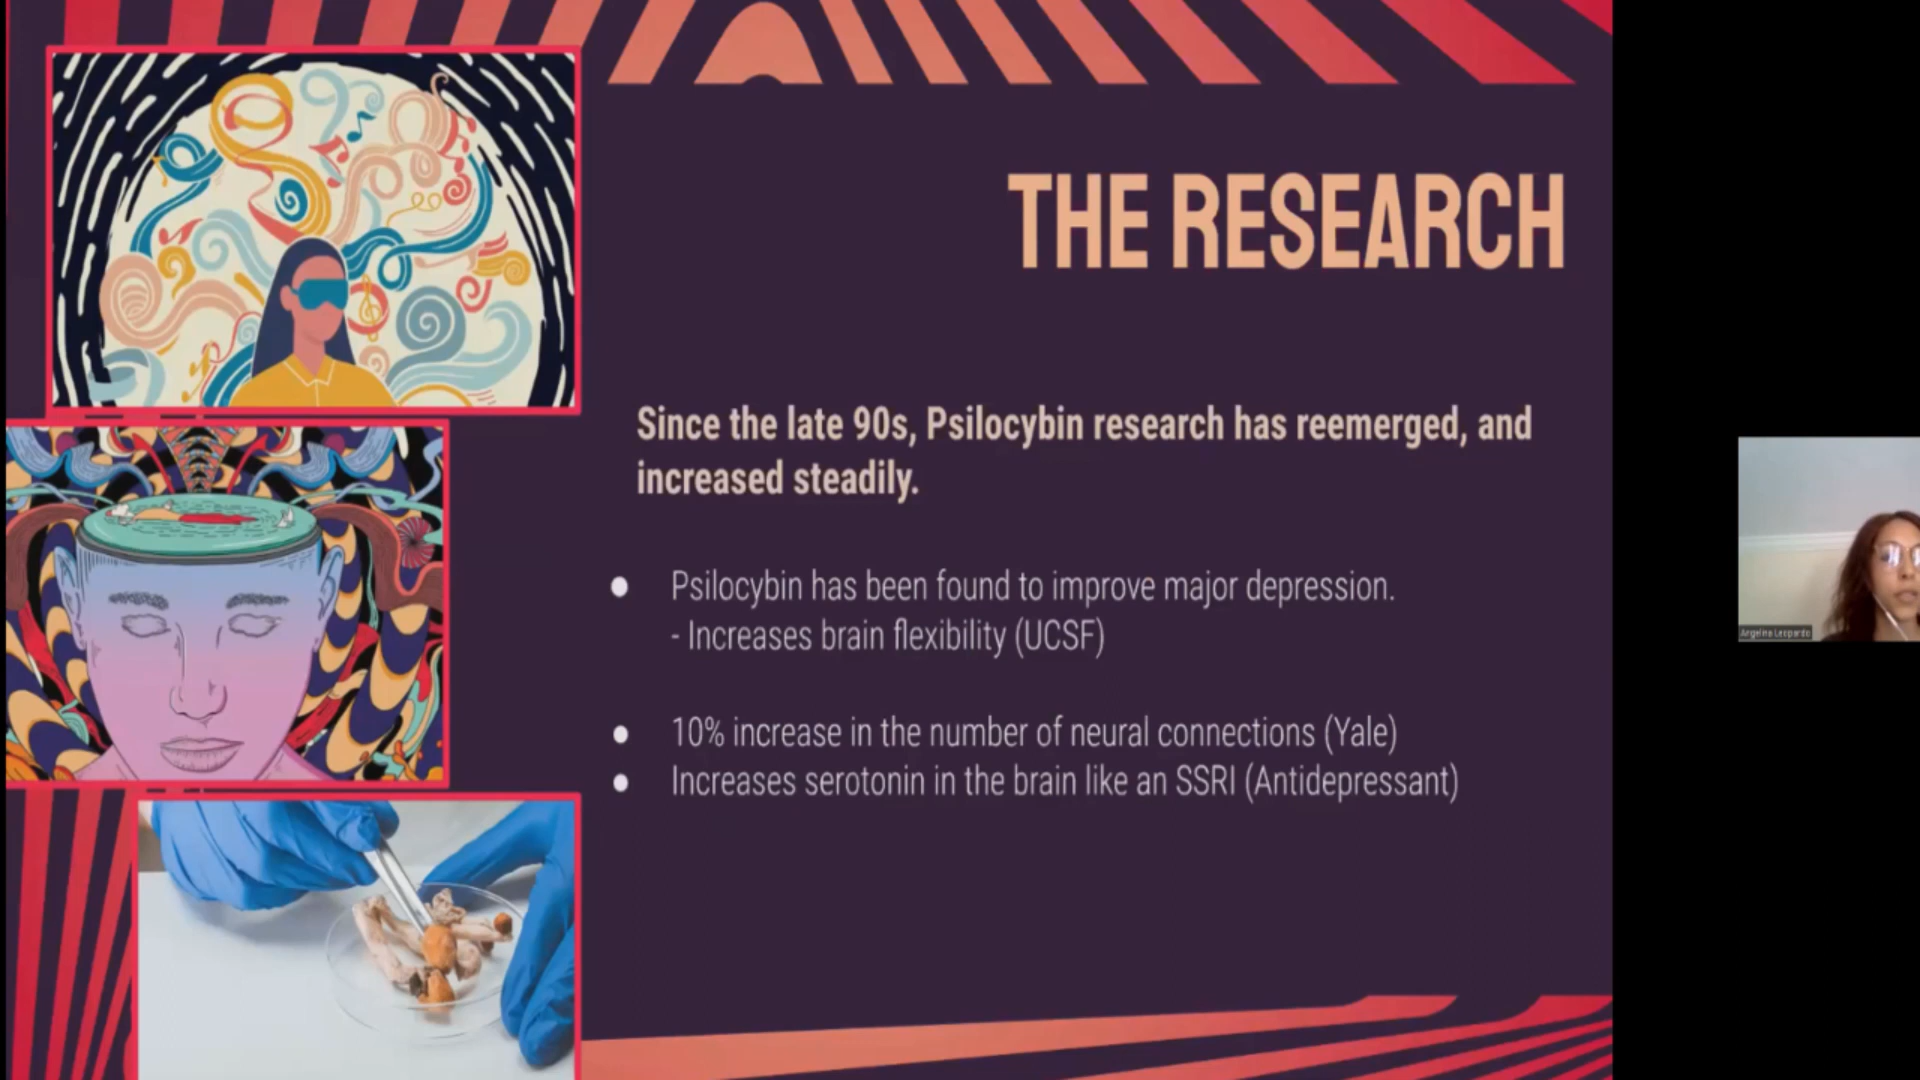 THE RESEARCH
Since the late 90s, Psilocybin research has reemerged, and
increased steadily.
● Psilocybin has been found to improve major depression.
- Increases brain flexibility (UCSF)
● 10% increase in the number of neural connections (Yale)
● Increases serotonin in the brain like an SSRI (Antidepressant)
Angelina Leopardo